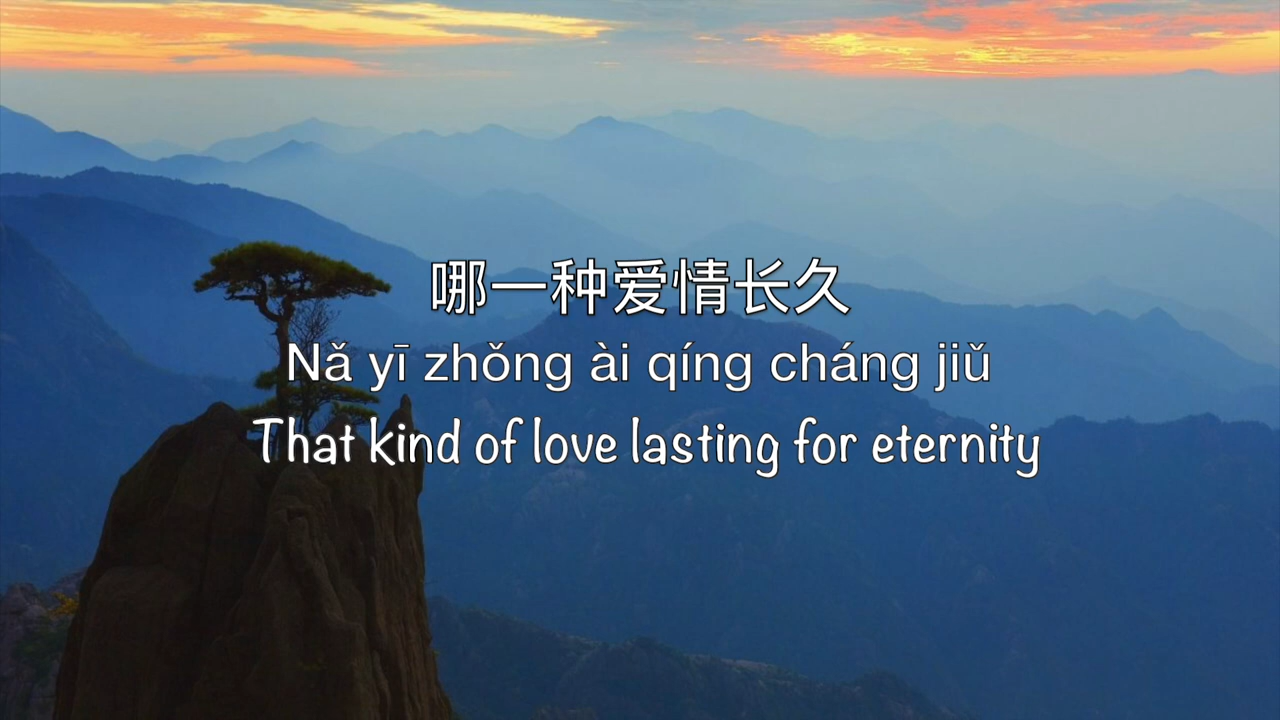 哪一种爱情长久
Nǎ yī zhǒng ài qíng cháng jiǔ
That kind of love lasting for eternity